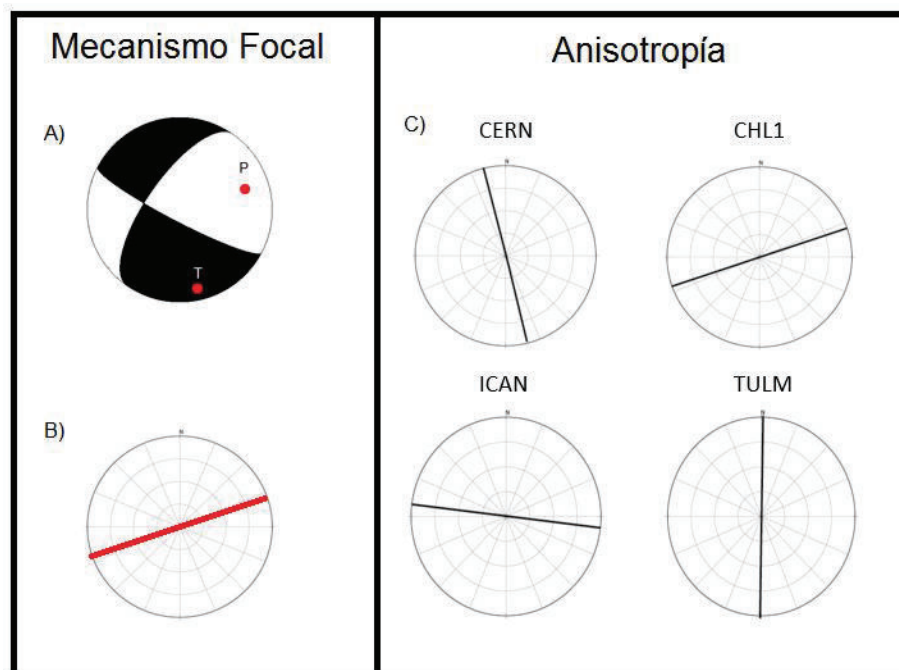 Mecanismo Focal
A)
P
T
B)
N
Anisotropía
C)
CERN
CHL1
N
N
ICAN
TULM
N
N